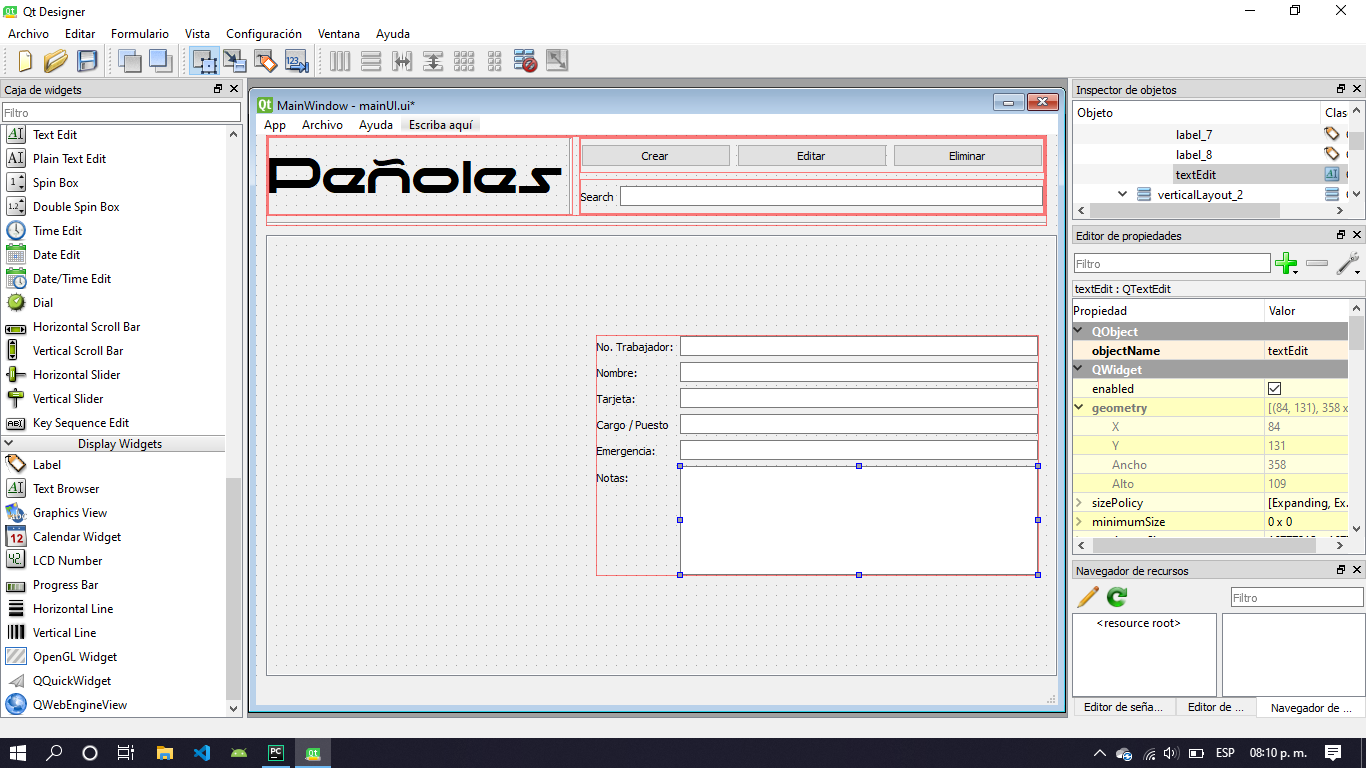 Qt Designer
Archivo Editar Formulario Vista Configuración Ventana Ayuda
Caja de widgets
Filtro
Text Edit
Plain Text Edit
Spin Box
Double Spin Box
Time Edit
Date Edit
Date/Time Edit
Dial
Horizontal Scroll Bar
Vertical Scroll Bar
Horizontal Slider
Vertical Slider
Key Sequence Edit
Display Widgets
Label
Text Browser
Graphics View
Calendar Widget
LCD Number
Progress Bar
Horizontal Line
Vertical Line
OpenGL Widget
QQuickWidget
QWebEngineView
MainWindow - mainUI.ui*
App Archivo Ayuda Escriba aquí
Peñoles
Crear Editar Eliminar
Search
No. Trabajador:
Nombre:
Tarjeta:
Cargo / Puesto
Emergencia:
Notas:
Inspector de objetos
Objeto Clas
label_7
label_8
textEdit
verticalLayout_2
Editor de propiedades
Filtro
textEdit : QTextEdit
Propiedad Valor
QObject
objectName textEdit
QWidget
enabled
geometry [(84, 131), 358 x
X 84
Y 131
Ancho 358
Alto 109
sizePolicy [Expanding, Ex...
minimumSize 0 x 0
Navegador de recursos
Filtro
<resource root>
Editor de seña... Editor de ... Navegador de ...
ESP 08:10 p. m.